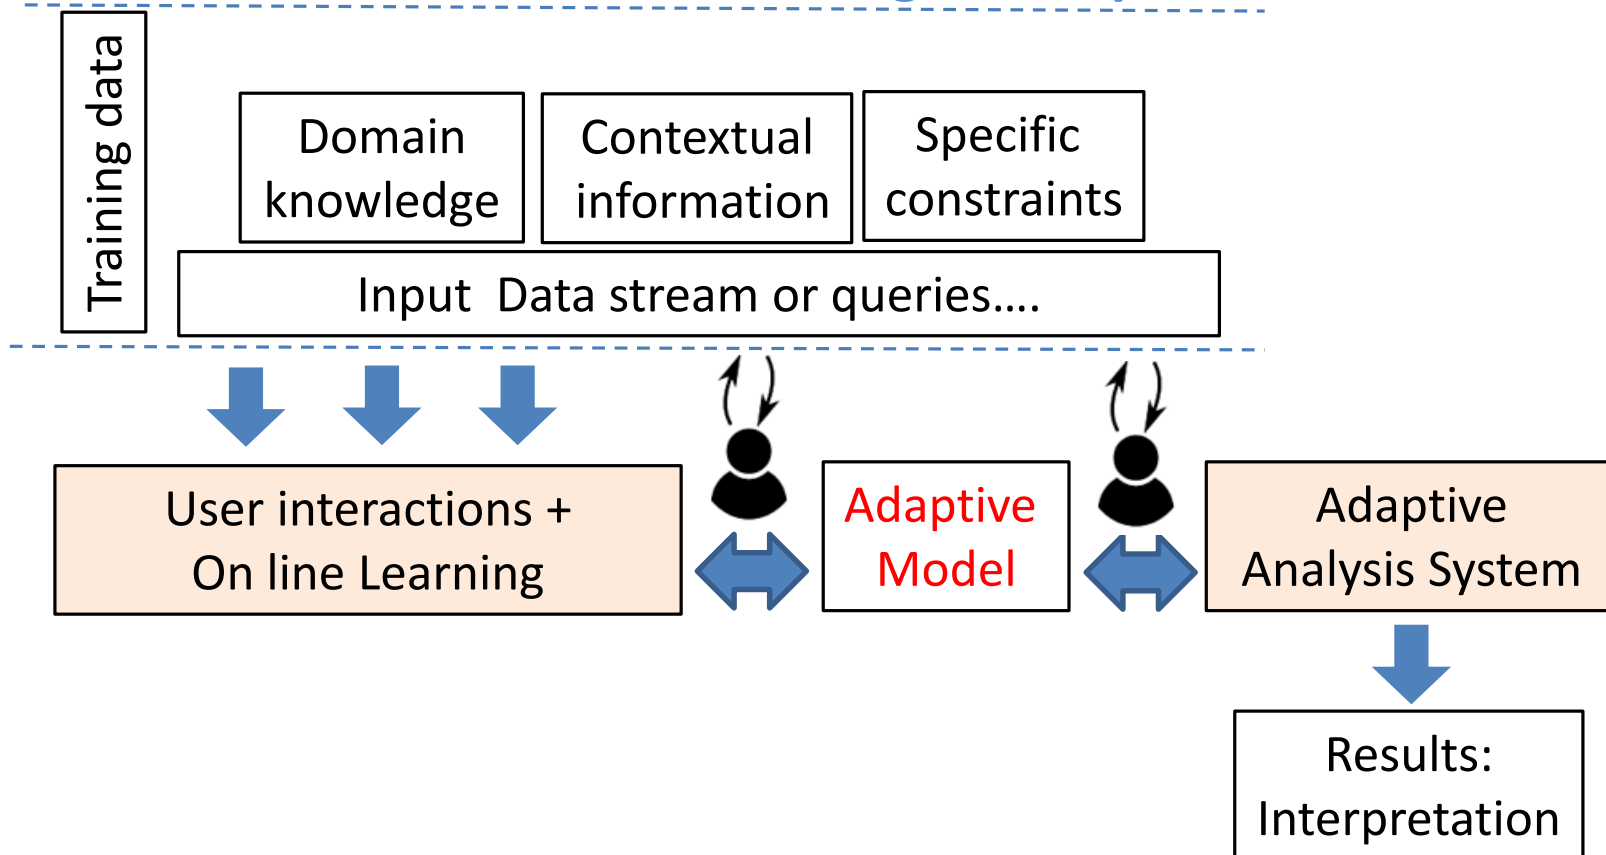 Training data
Domain
knowledge
Contextual
information
Specific
constraints
Input  Data stream or queries....
User interactions +
On line Learning
Adaptive
Model
Adaptive
Analysis System
Results:
Interpretation